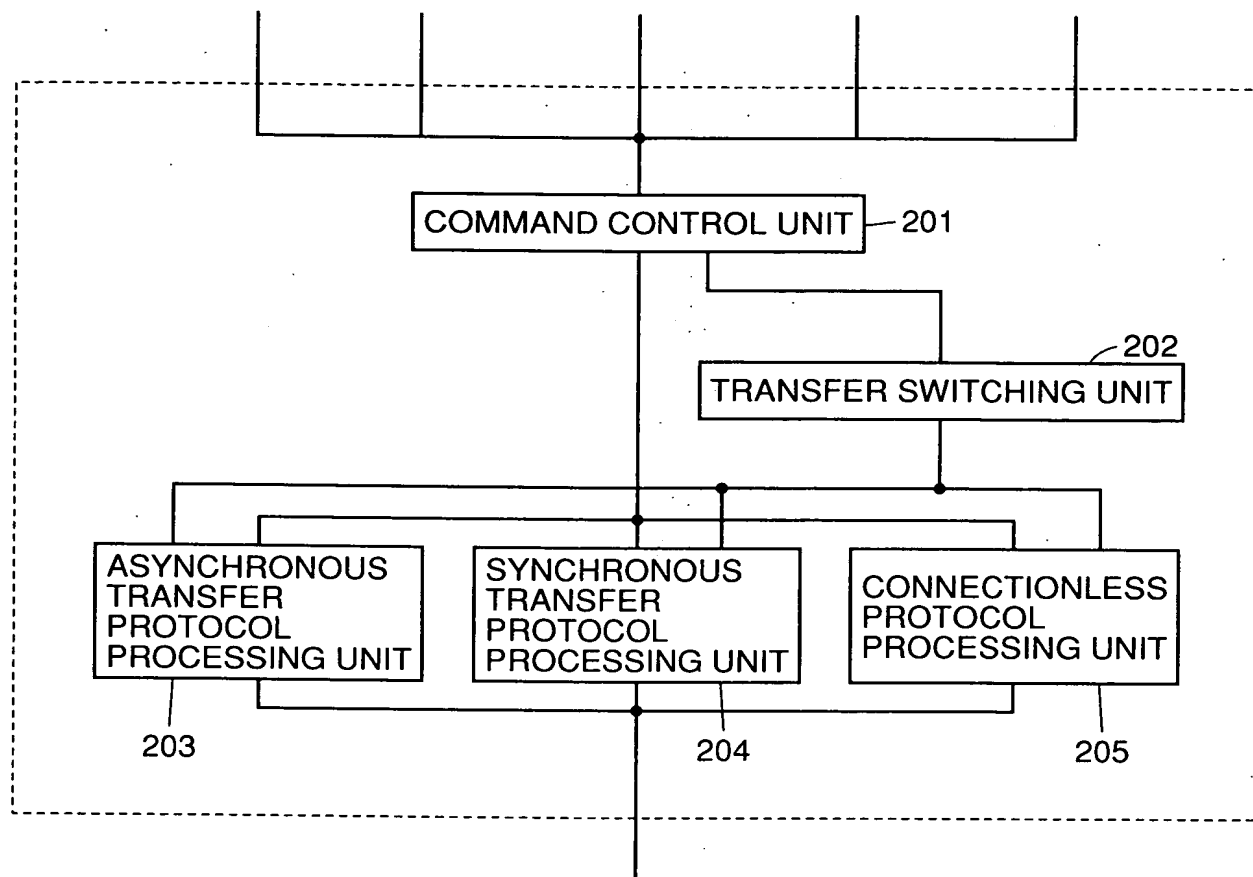 COMMAND CONTROL UNIT
201
202
TRANSFER SWITCHING UNIT
ASYNCHRONOUS
TRANSFER
PROTOCOL
PROCESSING UNIT
SYNCHRONOUS
TRANSFER
PROTOCOL
PROCESSING UNIT
CONNECTIONLESS
PROTOCOL
PROCESSING UNIT
203
204
205